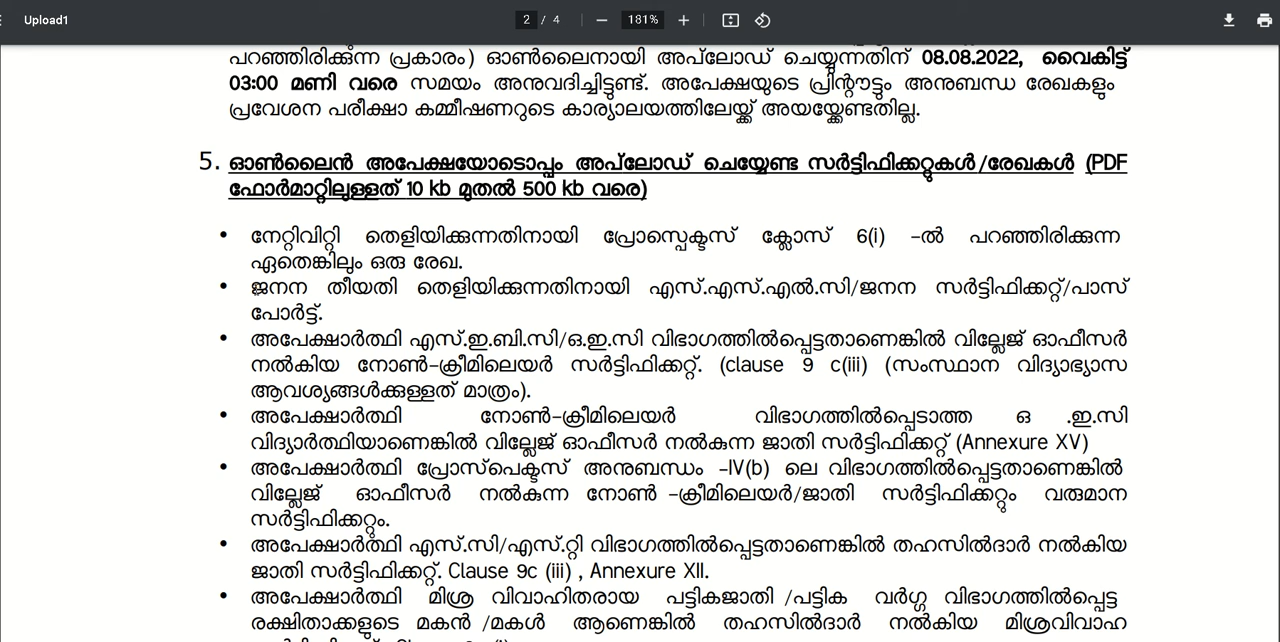 Upload1
2 / 4
181%
പറഞ്ഞിരിക്കുന്ന പ്രകാരം) ഓൺലൈനായി അപ്‌ലോഡ് ചെയ്യുന്നതിന് 08.08.2022, വൈകിട്ട്
03:00 മണി വരെ സമയം അനുവദിച്ചിട്ടുണ്ട്. അപേക്ഷയുടെ പ്രിന്റൗട്ടും അനുബന്ധ രേഖകളും
പ്രവേശന പരീക്ഷാ കമ്മീഷണറുടെ കാര്യാലയത്തിലേയ്ക്ക് അയയ്ക്കേണ്ടതില്ല.
5. ഓൺലൈൻ അപേക്ഷയോടൊപ്പം അപ്‌ലോഡ് ചെയ്യേണ്ട സർട്ടിഫിക്കറ്റുകൾ/രേഖകൾ (PDF
ഫോർമാറ്റിലുള്ളത് 10 kb മുതൽ 500 kb വരെ)
• നേറ്റിവിറ്റി തെളിയിക്കുന്നതിനായി പ്രോസ്പെക്ടസ് ക്ലോസ് 6(i) -ൽ പറഞ്ഞിരിക്കുന്ന
ഏതെങ്കിലും ഒരു രേഖ.
• ജനന തീയതി തെളിയിക്കുന്നതിനായി എസ്.എസ്.എൽ.സി/ജനന സർട്ടിഫിക്കറ്റ്/പാസ്
പോർട്ട്.
• അപേക്ഷാർത്ഥി എസ്.ഇ.ബി.സി/ഒ.ഇ.സി വിഭാഗത്തിൽപ്പെട്ടതാണെങ്കിൽ വില്ലേജ് ഓഫീസർ
നൽകിയ നോൺ-ക്രീമിലെയർ സർട്ടിഫിക്കറ്റ്. (clause 9 c(iii) (സംസ്ഥാന വിദ്യാഭ്യാസ
ആവശ്യങ്ങൾക്കുള്ളത് മാത്രം).
• അപേക്ഷാർത്ഥി നോൺ-ക്രീമിലെയർ വിഭാഗത്തിൽപ്പെടാത്ത ഒ .ഇ.സി
വിദ്യാർത്ഥിയാണെങ്കിൽ വില്ലേജ് ഓഫീസർ നൽകുന്ന ജാതി സർട്ടിഫിക്കറ്റ് (Annexure XV)
• അപേക്ഷാർത്ഥി പ്രോസ്‌പെക്ടസ് അനുബന്ധം -IV(b) ലെ വിഭാഗത്തിൽപ്പെട്ടതാണെങ്കിൽ
വില്ലേജ് ഓഫീസർ നൽകുന്ന നോൺ -ക്രീമിലെയർ/ജാതി സർട്ടിഫിക്കറ്റും വരുമാന
സർട്ടിഫിക്കറ്റും.
• അപേക്ഷാർത്ഥി എസ്.സി/എസ്.റ്റി വിഭാഗത്തിൽപ്പെട്ടതാണെങ്കിൽ തഹസിൽദാർ നൽകിയ
ജാതി സർട്ടിഫിക്കറ്റ്. Clause 9c (iii) , Annexure XII.
• അപേക്ഷാർത്ഥി മിശ്ര വിവാഹിതരായ പട്ടികജാതി /പട്ടിക വർഗ്ഗ വിഭാഗത്തിൽപ്പെട്ട
രക്ഷിതാക്കളുടെ മകൻ /മകൾ ആണെങ്കിൽ തഹസിൽദാർ നൽകിയ മിശ്രവിവാഹ